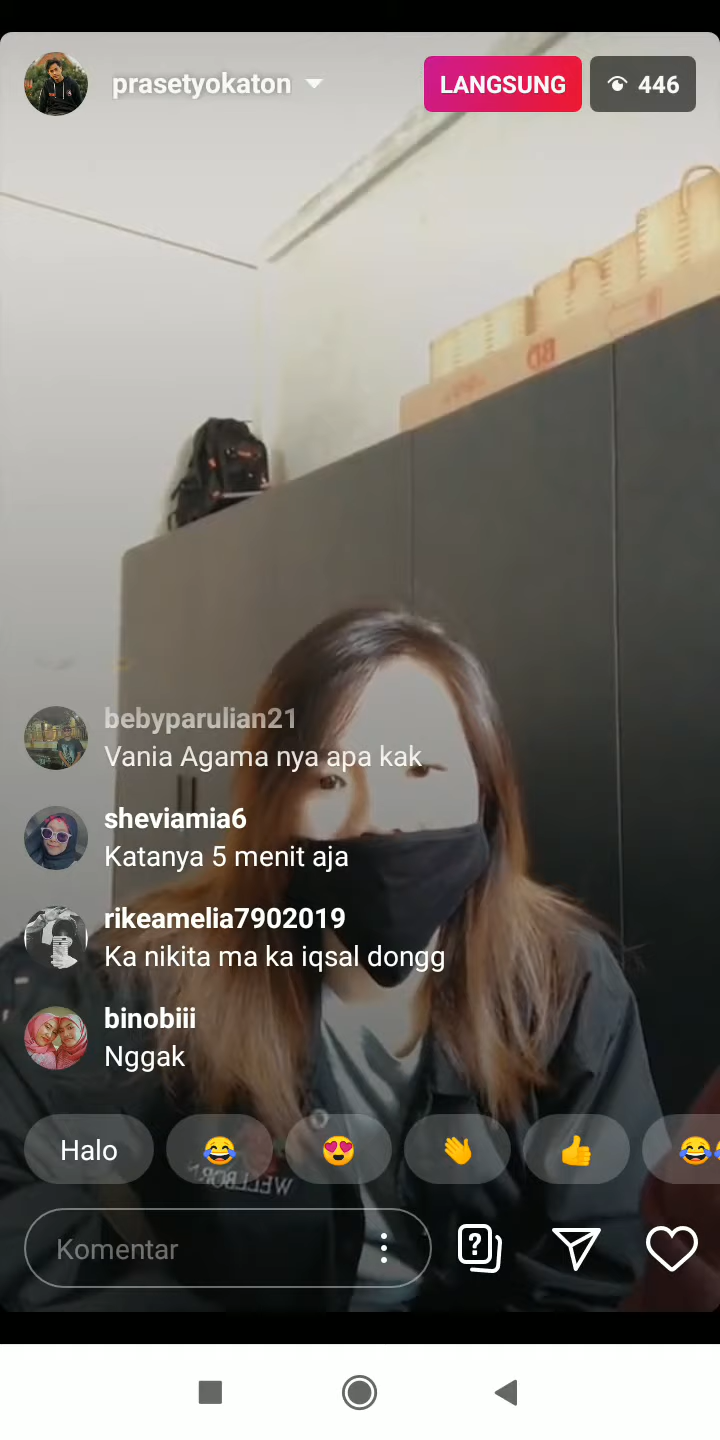 prasetyokaton
LANGSUNG
446
bebyparulian21
Vania Agama nya apa kak
sheviamia6
Katanya 5 menit aja
rikeamelia7902019
Ka nikita ma ka iqsal dongg
binobiii
Nggak
Halo
WELLBORN
Komentar